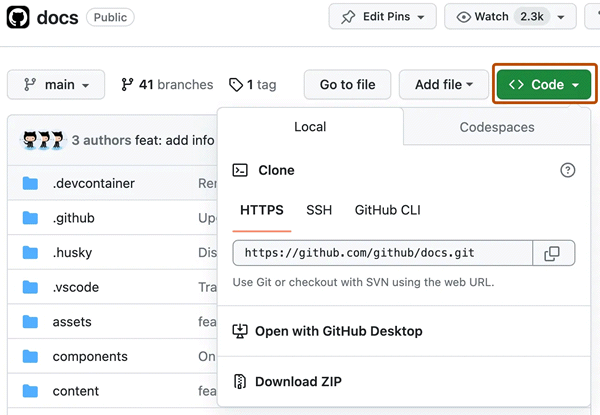 docs Public Edit Pins Watch 2.3k
main 41 branches 1 tag Go to file Add file Code
3 authors feat: add info
Local Codespaces
.devcontainer
Clone
.github
HTTPS SSH GitHub CLI
.husky Dis
https://github.com/github/docs.git
.vscode Tra
Use Git or checkout with SVN using the web URL.
assets fea
Open with GitHub Desktop
components On
Download ZIP
content fea